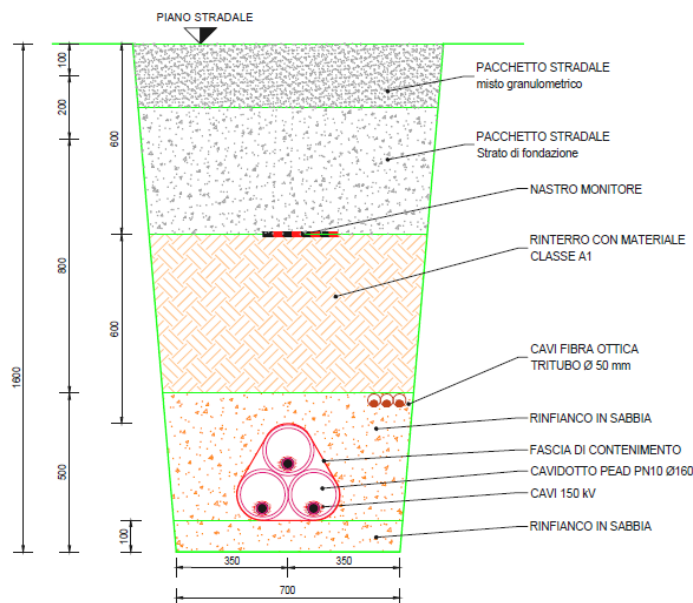 PIANO STRADALE
100
200
600
800
600
1600
500
100
350
350
700
PACCHETTO STRADALE
misto granulometrico
PACCHETTO STRADALE
Strato di fondazione
NASTRO MONITORE
RINTERRO CON MATERIALE
CLASSE A1
CAVI FIBRA OTTICA
TRITUBO Ø 50 mm
RINFIANCO IN SABBIA
FASCIA DI CONTENIMENTO
CAVIDOTTO PEAD PN10 Ø160
CAVI 150 kV
RINFIANCO IN SABBIA